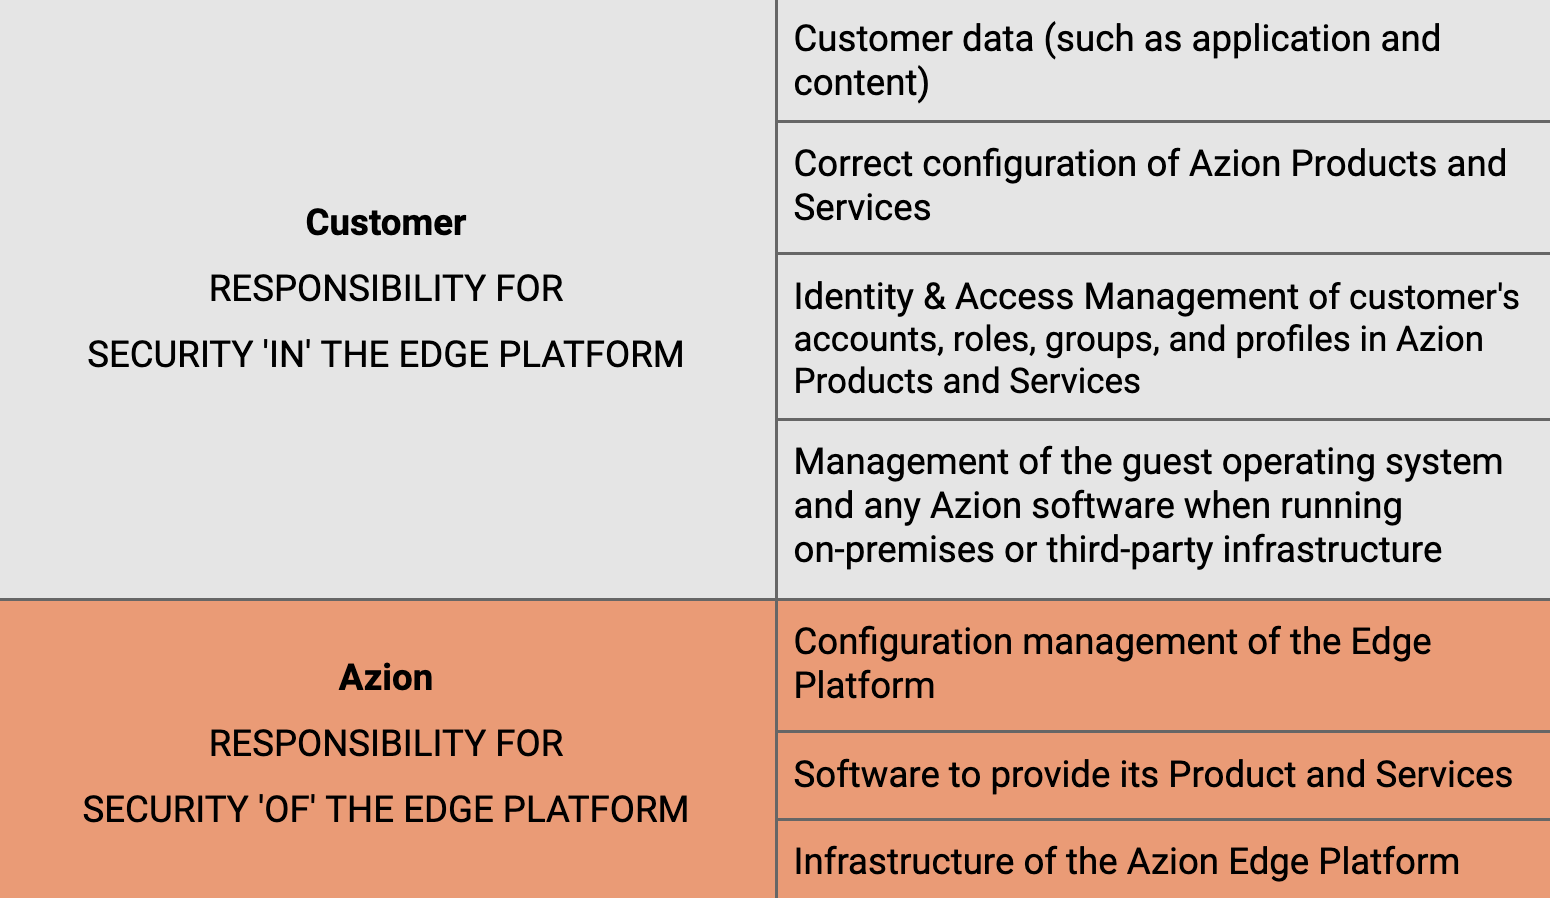 Customer
RESPONSIBILITY FOR
SECURITY 'IN' THE EDGE PLATFORM
Customer data (such as application and
content)
Correct configuration of Azion Products and
Services
Identity & Access Management of customer's
accounts, roles, groups, and profiles in Azion
Products and Services
Management of the guest operating system
and any Azion software when running
on-premises or third-party infrastructure
Azion
RESPONSIBILITY FOR
SECURITY 'OF' THE EDGE PLATFORM
Configuration management of the Edge
Platform
Software to provide its Product and Services
Infrastructure of the Azion Edge Platform